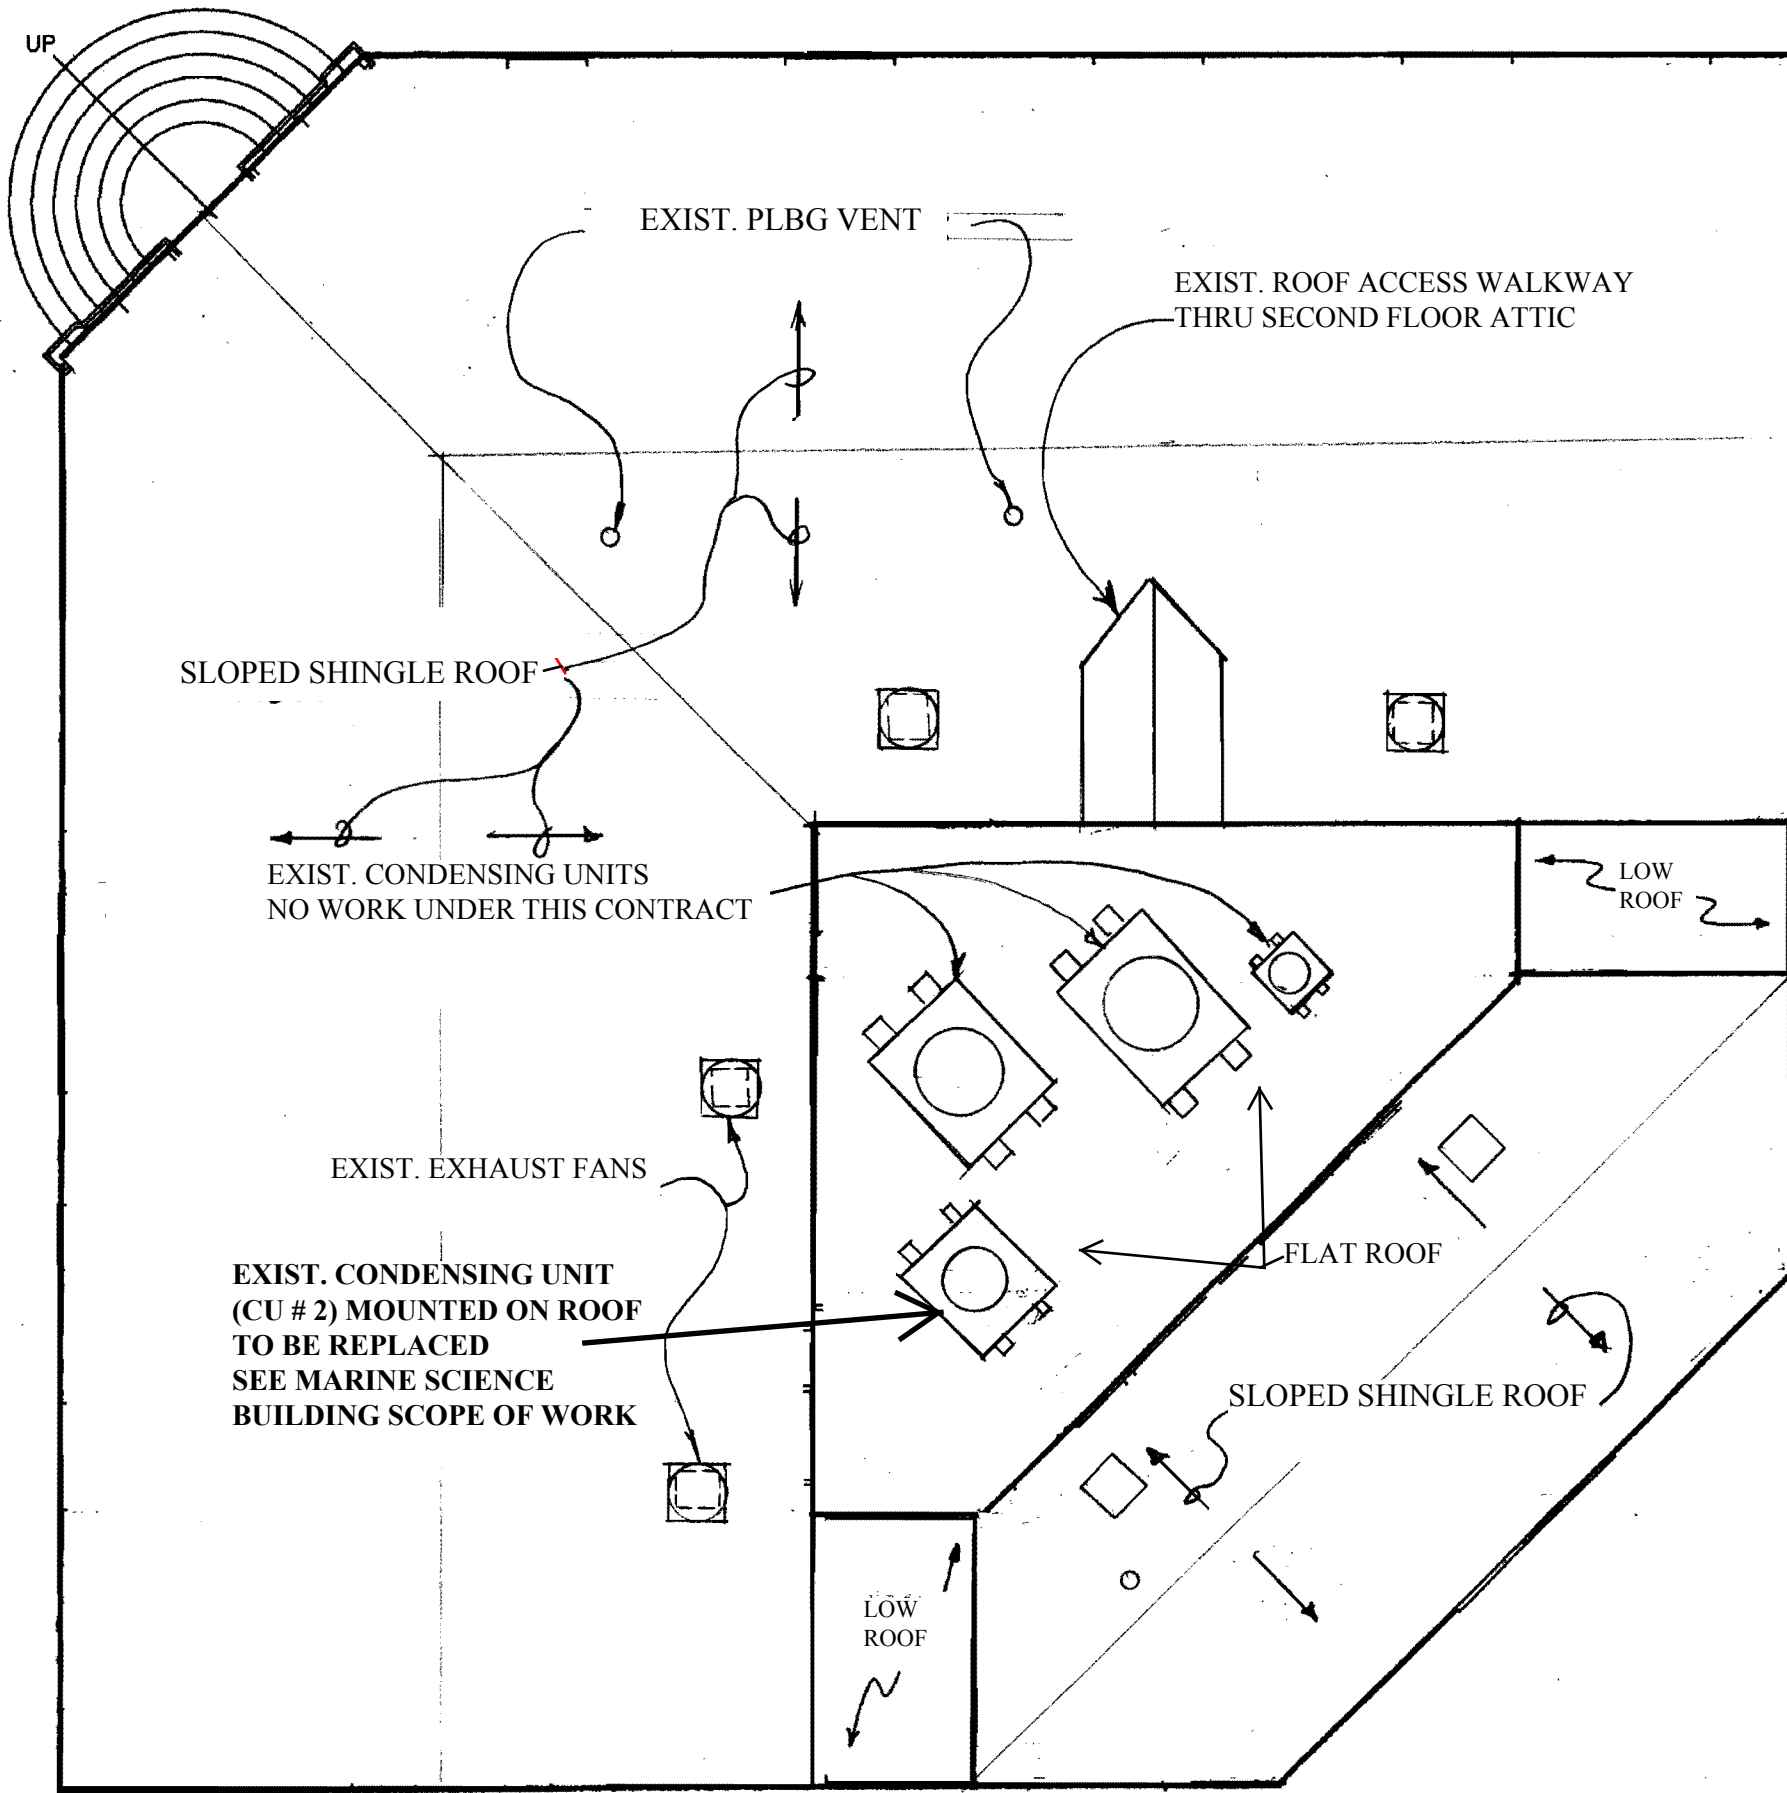 UP
EXIST. PLBG VENT
EXIST. ROOF ACCESS WALKWAY
THRU SECOND FLOOR ATTIC
SLOPED SHINGLE ROOF
EXIST. CONDENSING UNITS
NO WORK UNDER THIS CONTRACT
LOW
ROOF
EXIST. EXHAUST FANS
FLAT ROOF
EXIST. CONDENSING UNIT
(CU # 2) MOUNTED ON ROOF
TO BE REPLACED
SEE MARINE SCIENCE
BUILDING SCOPE OF WORK
SLOPED SHINGLE ROOF
LOW
ROOF